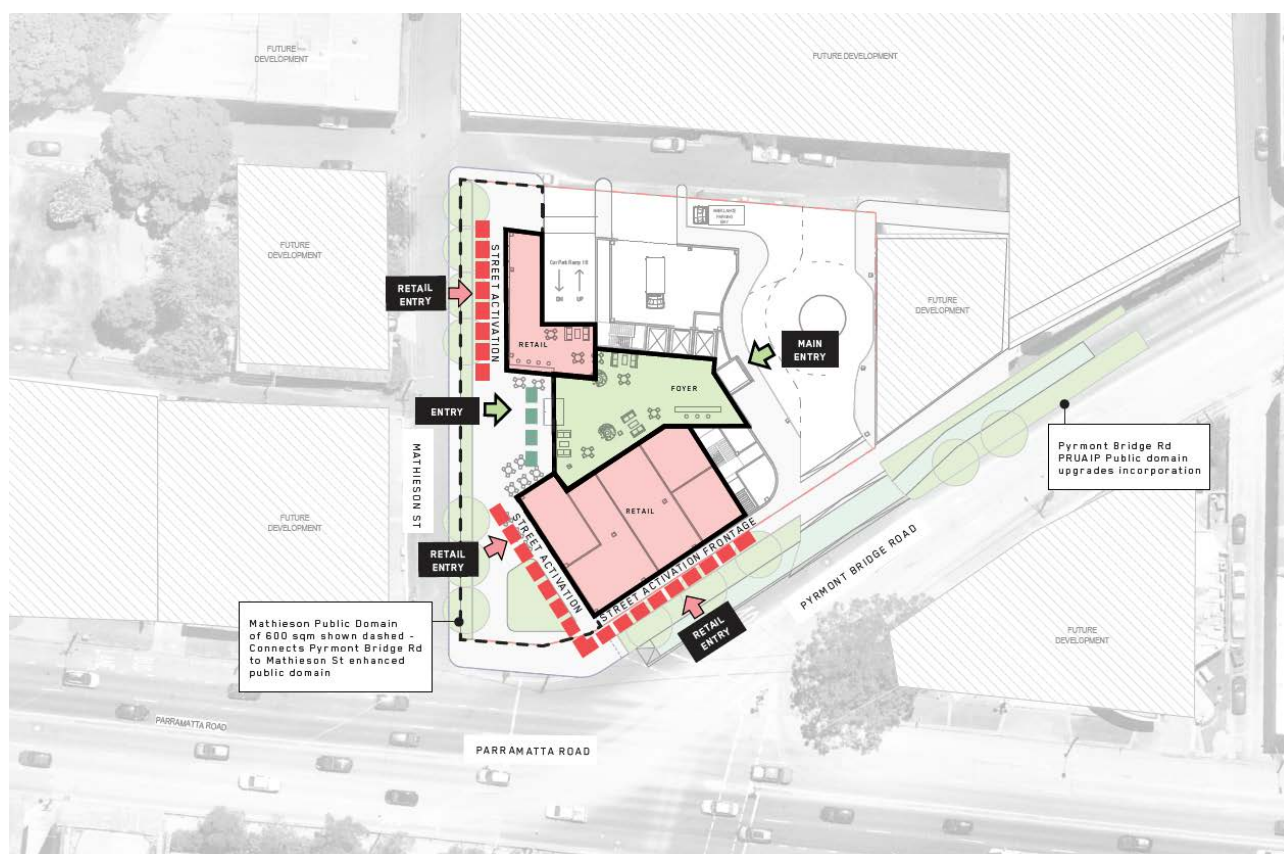 FUTURE
DEVELOPMENT
FUTURE DEVELOPMENT
AMBULANCE
PARKING
BAY
FUTURE
DEVELOPMENT
STREET ACTIVATION
Car Park Ramp 1:8
DN
UP
RETAIL
ENTRY
FUTURE
DEVELOPMENT
RETAIL
MAIN
ENTRY
FOYER
ENTRY
MATHIESON ST
Pyrmont Bridge Rd
PRUAIP Public domain
upgrades incorporation
FUTURE
DEVELOPMENT
RETAIL
STREET ACTIVATION
STREET ACTIVATION FRONTAGE
RETAIL
ENTRY
PYRMONT BRIDGE ROAD
RETAIL
ENTRY
FUTURE
DEVELOPMENT
Mathieson Public Domain
of 600 sqm shown dashed -
Connects Pyrmont Bridge Rd
to Mathieson St enhanced
public domain
PARRAMATTA ROAD
PARRAMATTA ROAD